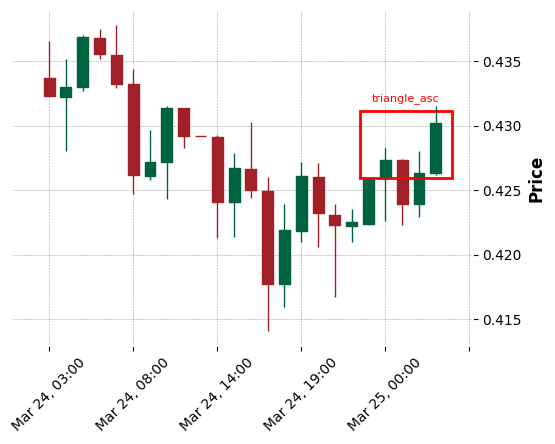 triangle_asc
0.435
0.430
0.425
0.420
0.415
Price
Mar 24, 03:00
Mar 24, 08:00
Mar 24, 14:00
Mar 24, 19:00
Mar 25, 00:00